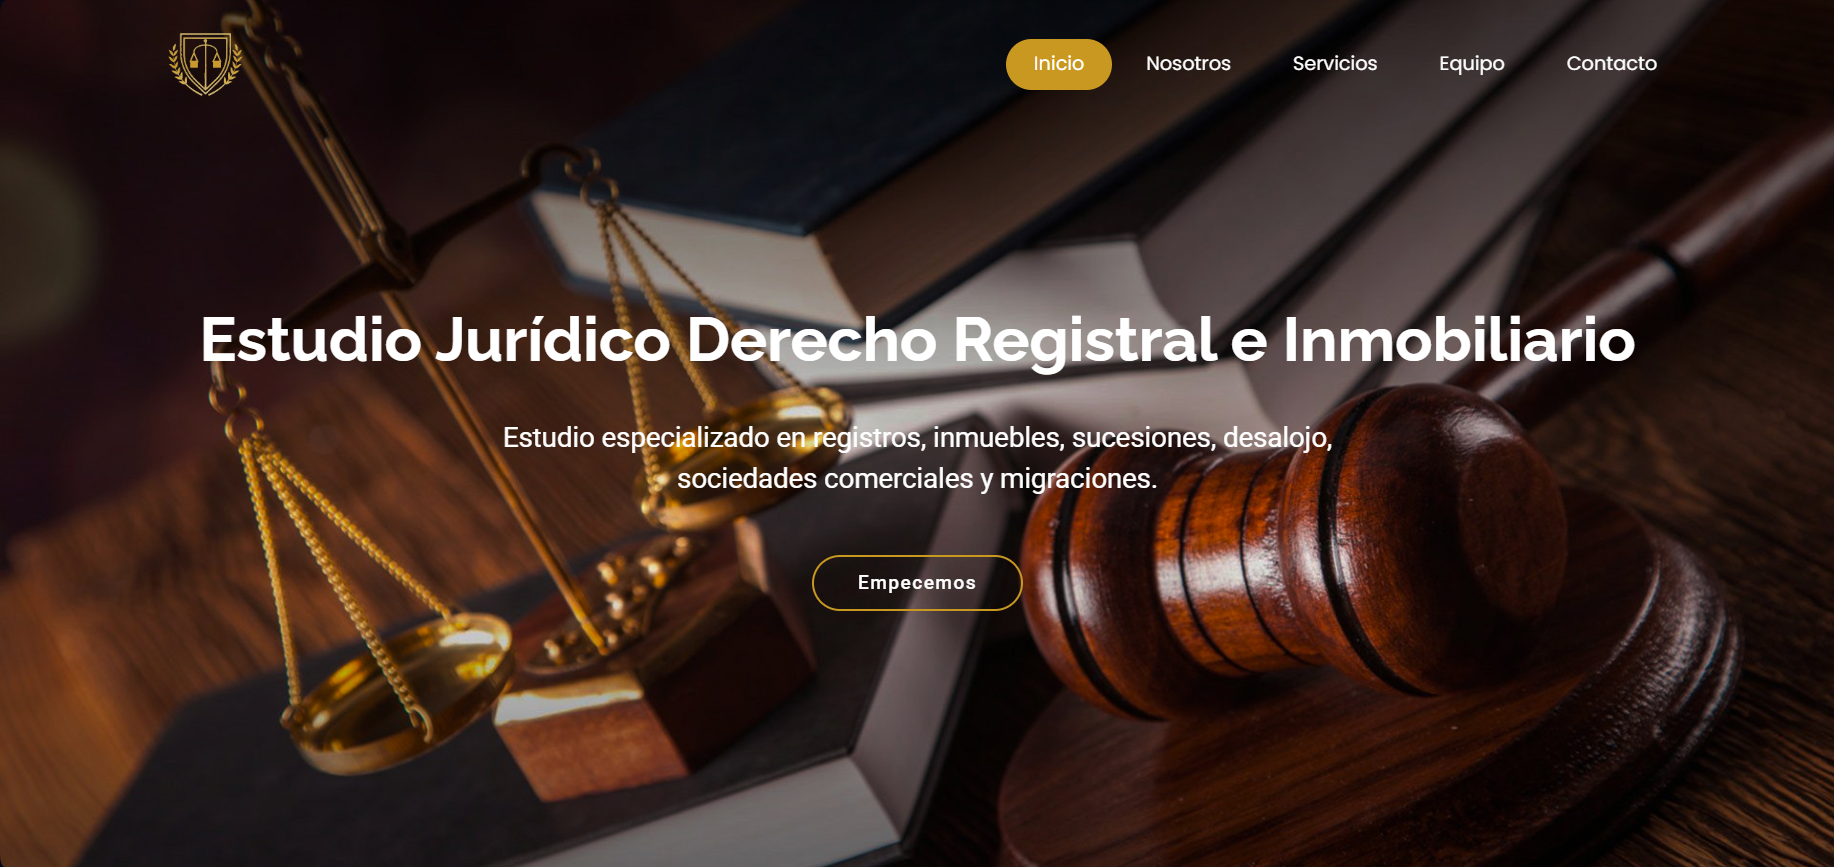 Inicio Nosotros Servicios Equipo Contacto
Estudio Jurídico Derecho Registral e Inmobiliario
Estudio especializado en registros, inmuebles, sucesiones, desalojo,
sociedades comerciales y migraciones.
Empecemos